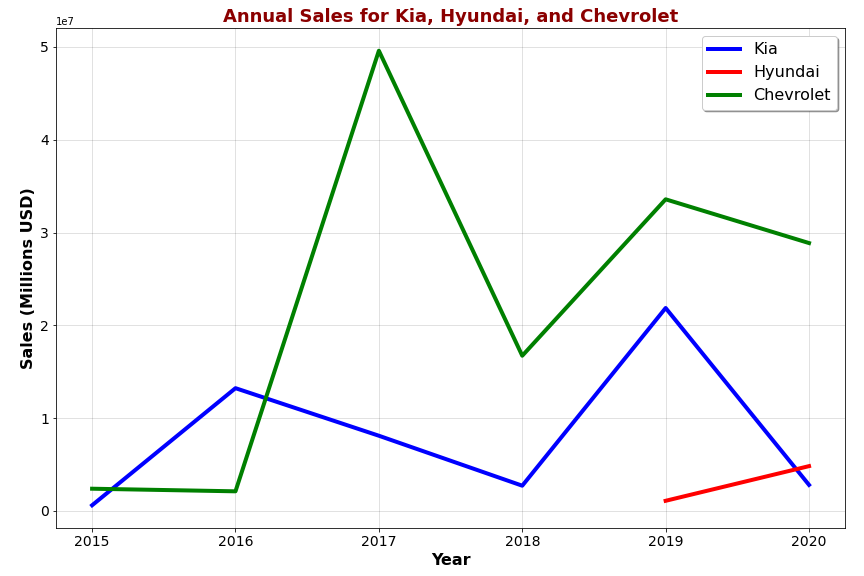 Annual Sales for Kia, Hyundai, and Chevrolet
1e7
Kia
Hyundai
Chevrolet
Sales (Millions USD)
5
4
3
2
1
0
2015 2016 2017 2018 2019 2020
Year